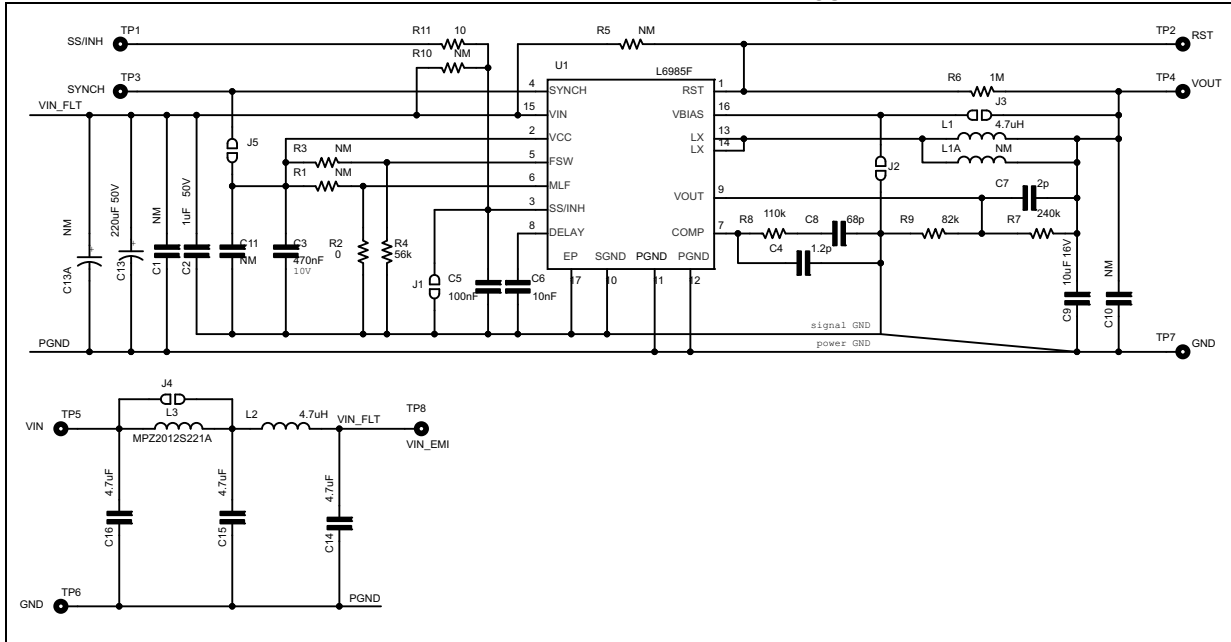 TP1
SS/INH
R11 10
R10 NM
R5 NM
TP2
RST
U1
L6985F
TP3
SYNCH
4 SYNCH
RST 1
R6 1M
TP4
VOUT
VIN_FLT
15 VIN
VBIAS 16
J3
2 VCC
LX 13
LX 14
L1 4.7uH
L1A NM
J5
R3 NM
5 FSW
R1 NM
6 MLF
J2
C7 2p
VOUT 9
3 SS/INH
8 DELAY
COMP 7
R8 110k
C8 68p
C4 1.2p
R9 82k
R7 240k
EP SGND PGND PGND
17 10 11 12
C13A NM
C13 220uF 50V
C1 NM
C2 1uF 50V
C11
NM
C3
470nF
10V
R2
0
R4
56k
J1
C5
100nF
C6
10nF
C9 10uF 16V
C10 NM
signal GND
power GND
PGND
TP7
GND
J4
L3
MPZ2012S221A
VIN
TP5
L2 4.7uH
VIN_FLT
TP8
VIN_EMI
C16 4.7uF
C15 4.7uF
C14 4.7uF
GND
TP6
PGND